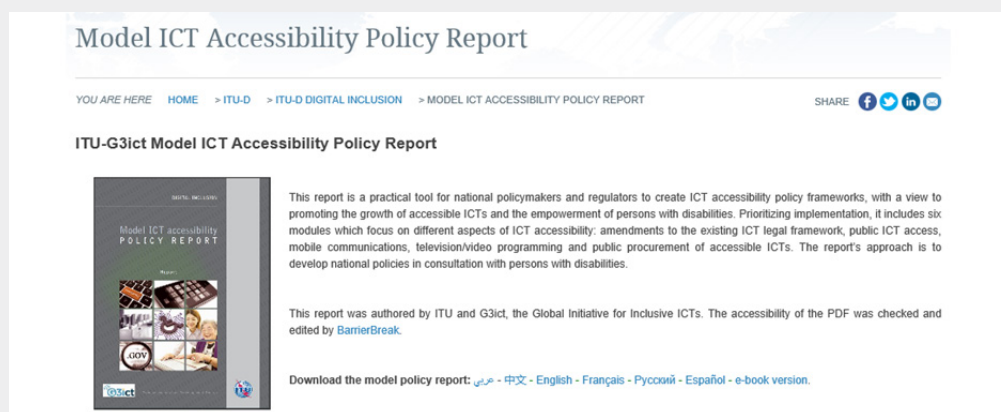 Model ICT Accessibility Policy Report
YOU ARE HERE HOME > ITU-D > ITU-D DIGITAL INCLUSION > MODEL ICT ACCESSIBILITY POLICY REPORT SHARE
ITU-G3ict Model ICT Accessibility Policy Report
DIGITAL INCLUSION
Model ICT accessibility
POLICY REPORT
Report
.GOV
G3ict
This report is a practical tool for national policymakers and regulators to create ICT accessibility policy frameworks, with a view to
promoting the growth of accessible ICTs and the empowerment of persons with disabilities. Prioritizing implementation, it includes six
modules which focus on different aspects of ICT accessibility: amendments to the existing ICT legal framework, public ICT access,
mobile communications, television/video programming and public procurement of accessible ICTs. The report's approach is to
develop national policies in consultation with persons with disabilities.
This report was authored by ITU and G3ict, the Global Initiative for Inclusive ICTs. The accessibility of the PDF was checked and
edited by BarrierBreak.
Download the model policy report: عربي - 中文 - English - Français - Русский - Español - e-book version.